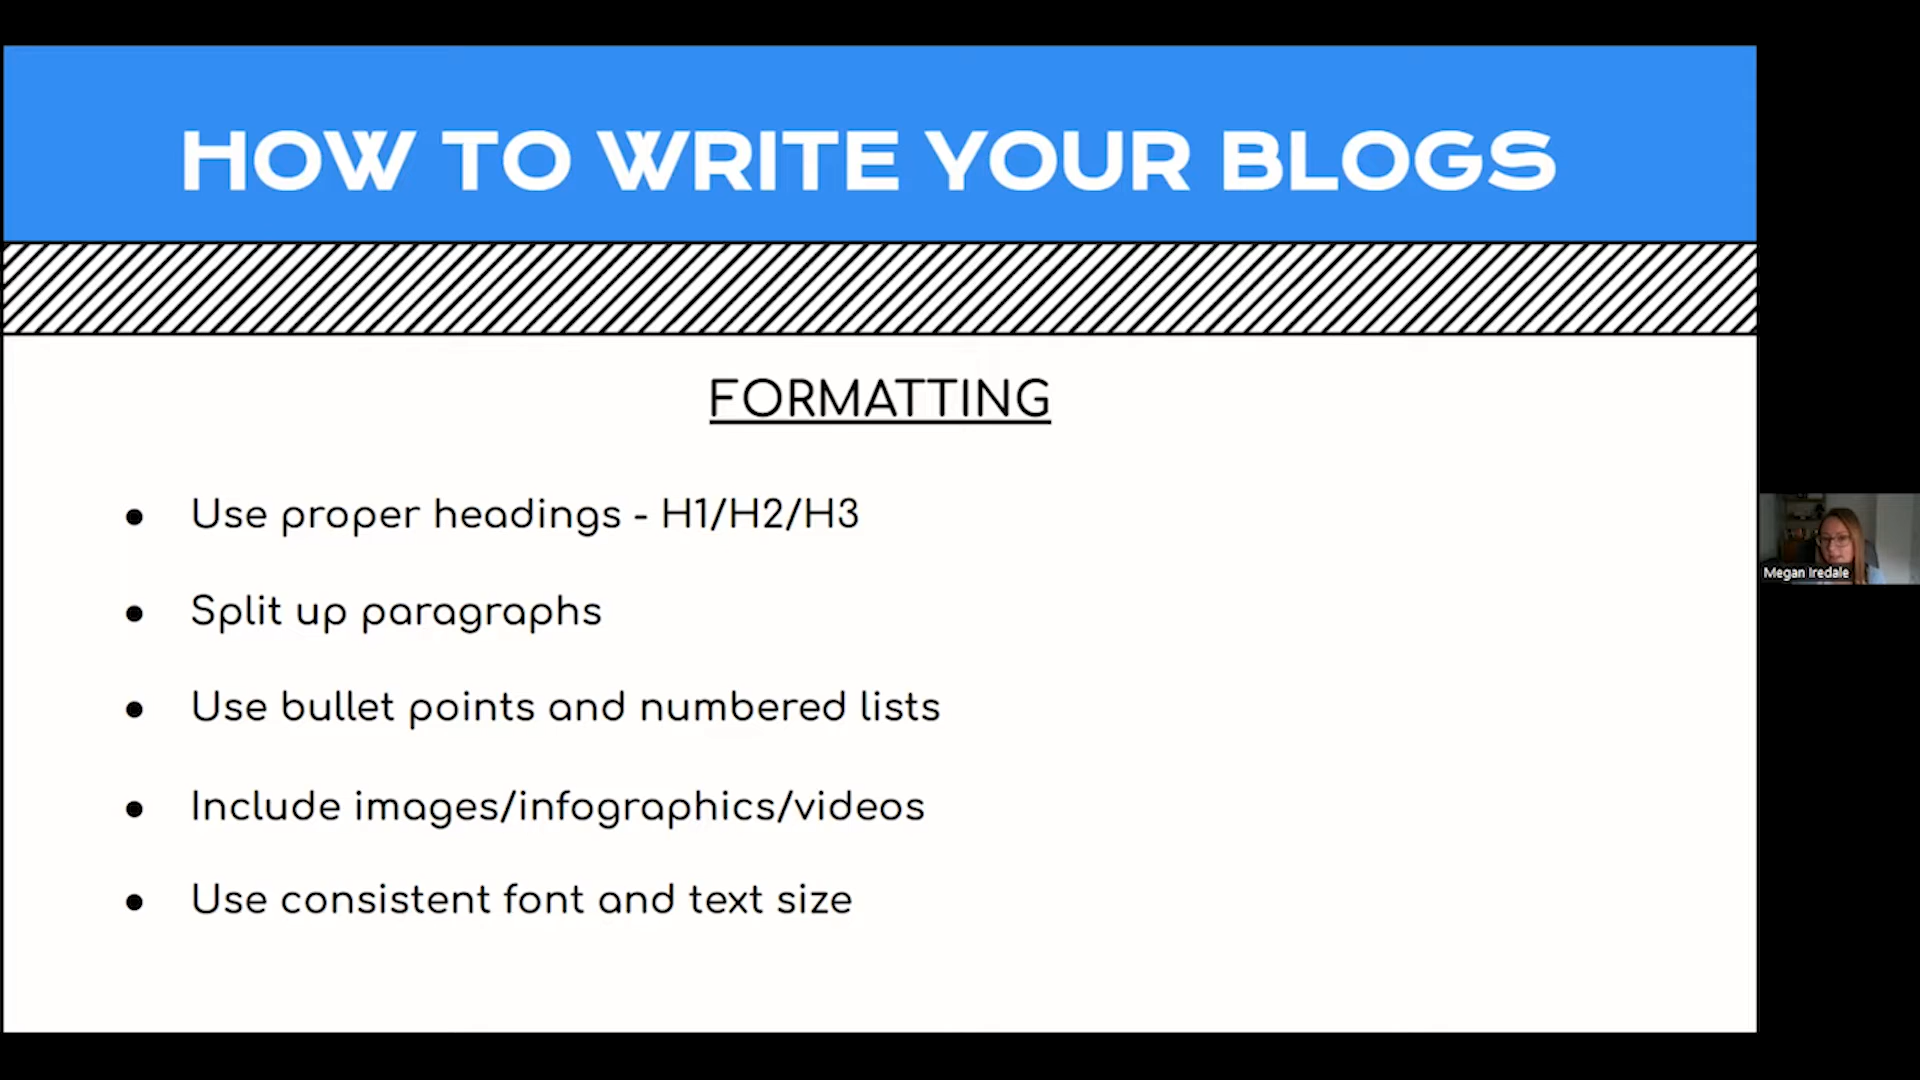 HOW TO WRITE YOUR BLOGS
FORMATTING
● Use proper headings - H1/H2/H3
● Split up paragraphs
● Use bullet points and numbered lists
● Include images/infographics/videos
● Use consistent font and text size
Megan Iredale